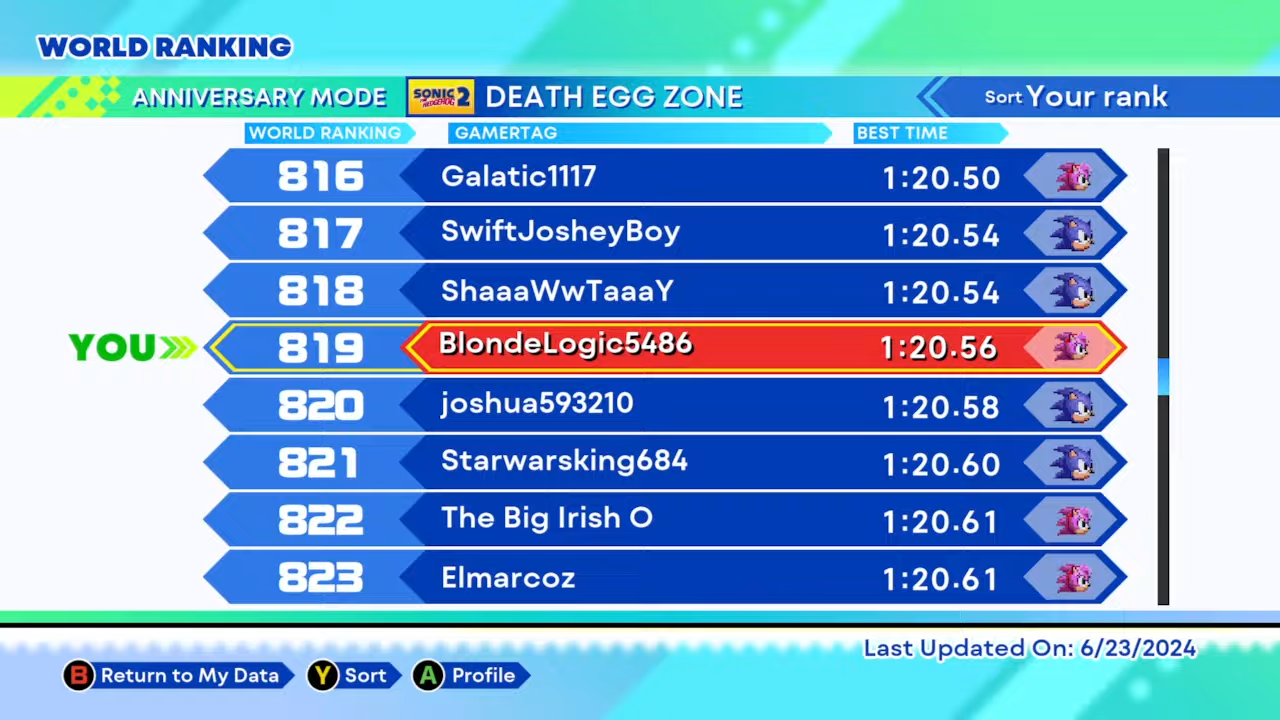 WORLD RANKING
ANNIVERSARY MODE SONIC THE HEDGEHOG 2 DEATH EGG ZONE Sort Your rank
WORLD RANKING GAMERTAG BEST TIME
816 Galatic1117 1:20.50
817 SwiftJosheyBoy 1:20.54
818 ShaaaWwTaaaY 1:20.54
YOU 819 BlondeLogic5486 1:20.56
820 joshua593210 1:20.58
821 Starwarsking684 1:20.60
822 The Big Irish O 1:20.61
823 Elmarcoz 1:20.61
Last Updated On: 6/23/2024
B Return to My Data Y Sort A Profile